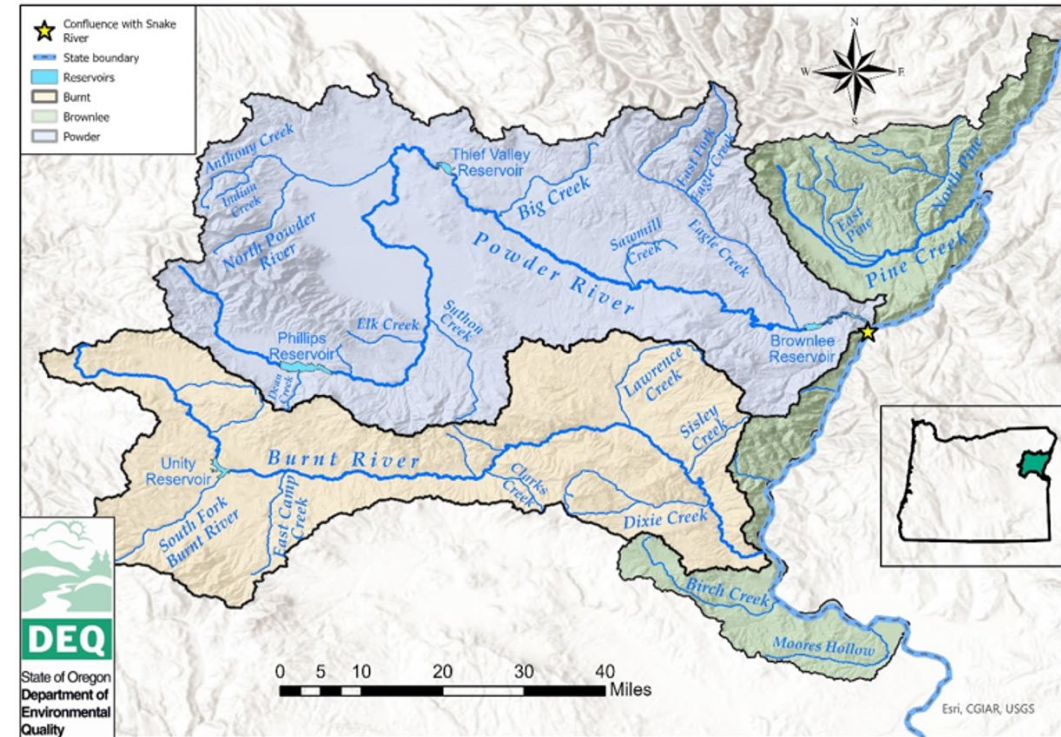 Confluence with Snake
River
State boundary
Reservoirs
Burnt
Brownlee
Powder
N
W
E
S
Anthony Creek
Indian
Creek
North Powder
River
Thief Valley
Reservoir
Big Creek
East Fork
Eagle Creek
Eagle Creek
Sawmill
Creek
Powder River
North Pine
East
Pine
Pine Creek
Elk Creek
Sutton
Creek
Phillips
Reservoir
Dean
Creek
Brownlee
Reservoir
Lawrence
Creek
Sisley
Creek
Burnt River
Unity
Reservoir
Clarks
Creek
South Fork
Burnt River
East Camp
Creek
Dixie Creek
Birch Creek
Moores Hollow
DEQ
State of Oregon
Department of
Environmental
Quality
0 5 10 20 30 40
Miles
Esri, CGIAR, USGS